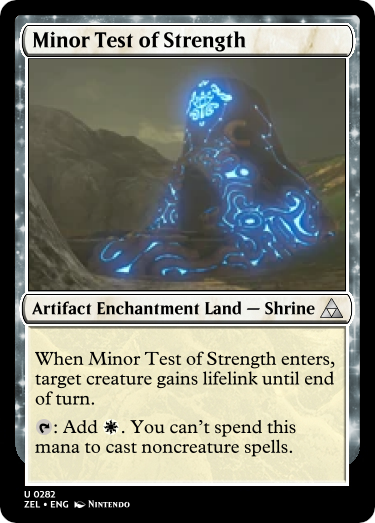 Minor Test of Strength
Artifact Enchantment Land — Shrine
When Minor Test of Strength enters,
target creature gains lifelink until end
of turn.
: Add . You can't spend this
mana to cast noncreature spells.
U 0282
ZEL • ENG Nintendo